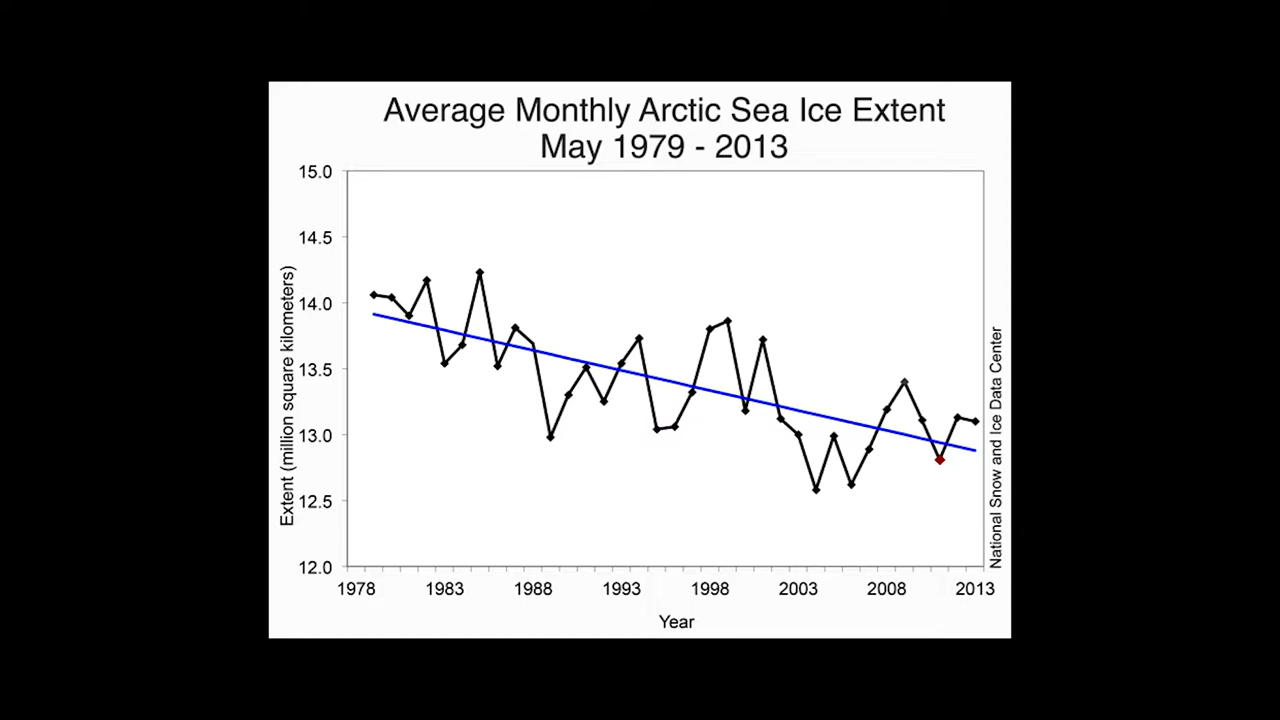 Average Monthly Arctic Sea Ice Extent
May 1979 - 2013
15.0
14.5
14.0
13.5
13.0
12.5
12.0
Extent (million square kilometers)
National Snow and Ice Data Center
1978 1983 1988 1993 1998 2003 2008 2013
Year